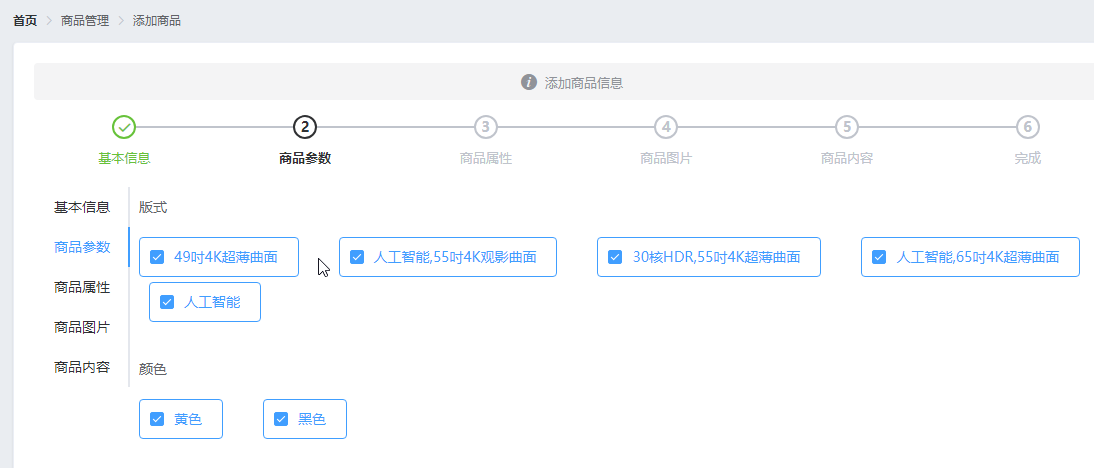 首页 > 商品管理 > 添加商品
添加商品信息
2 3 4 5 6
基本信息 商品参数 商品属性 商品图片 商品内容 完成
基本信息 版式
商品参数 49吋4K超薄曲面 人工智能,55吋4K观影曲面 30核HDR,55吋4K超薄曲面 人工智能,65吋4K超薄曲面
商品属性 人工智能
商品图片
商品内容 颜色
黄色 黑色